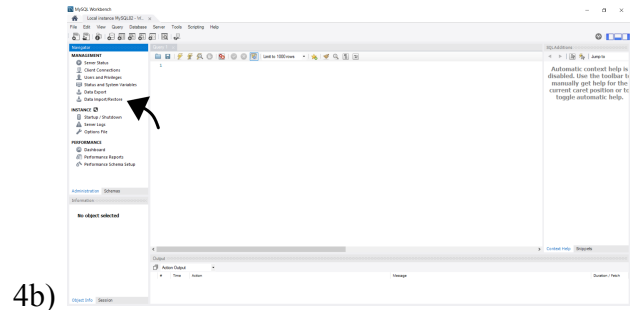 MySQL Workbench
Local instance MySQL80 - W...
File Edit View Query Database Server Tools Scripting Help
Navigator
MANAGEMENT
Server Status
Client Connections
Users and Privileges
Status and System Variables
Data Export
Data Import/Restore
INSTANCE
Startup / Shutdown
Server Logs
Options File
PERFORMANCE
Dashboard
Performance Reports
Performance Schema Setup
Administration Schemas
Information
No object selected
Object Info Session
Limit to 1000 rows
1
Output
Action Output
# Time Action Message Duration / Fetch
SQLAdditions
Jump to
Automatic context help is
disabled. Use the toolbar to
manually get help for the
current caret position or to
toggle automatic help.
Context Help Snippets
4b)